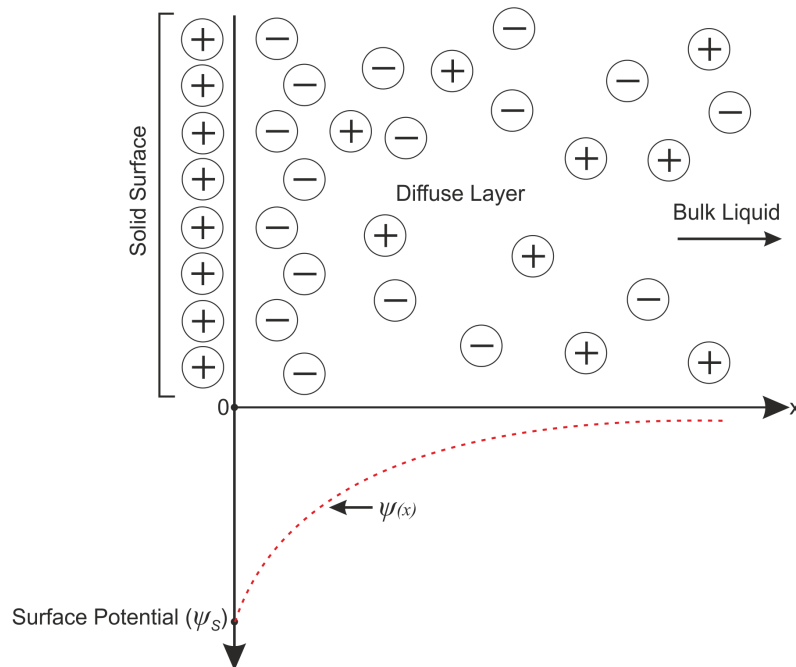 Solid Surface
Diffuse Layer
Bulk Liquid
0
x
ψ(x)
Surface Potential (ψS)